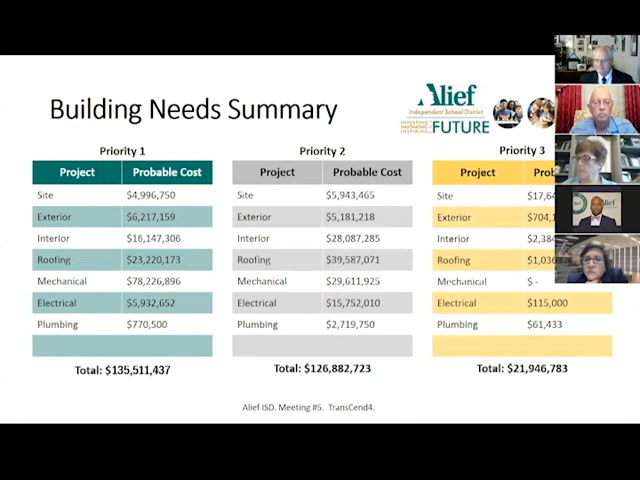 Building Needs Summary
Alief
Independent School District
INVESTING
INNOVATING
INSPIRING
FUTURE
Priority 1
Project Probable Cost
Site $4,996,750
Exterior $6,217,159
Interior $16,147,306
Roofing $23,220,173
Mechanical $78,226,896
Electrical $5,932,652
Plumbing $770,500
Total: $135,511,437
Priority 2
Project Probable Cost
Site $5,943,465
Exterior $5,181,218
Interior $28,087,285
Roofing $39,587,071
Mechanical $29,611,925
Electrical $15,752,010
Plumbing $2,719,750
Total: $126,882,723
Priority 3
Project
Site
Exterior
Interior
Roofing
Mechanical $ -
Electrical $115,000
Plumbing $61,433
Total: $21,946,783
Alief ISD. Meeting #5. TransCend4.